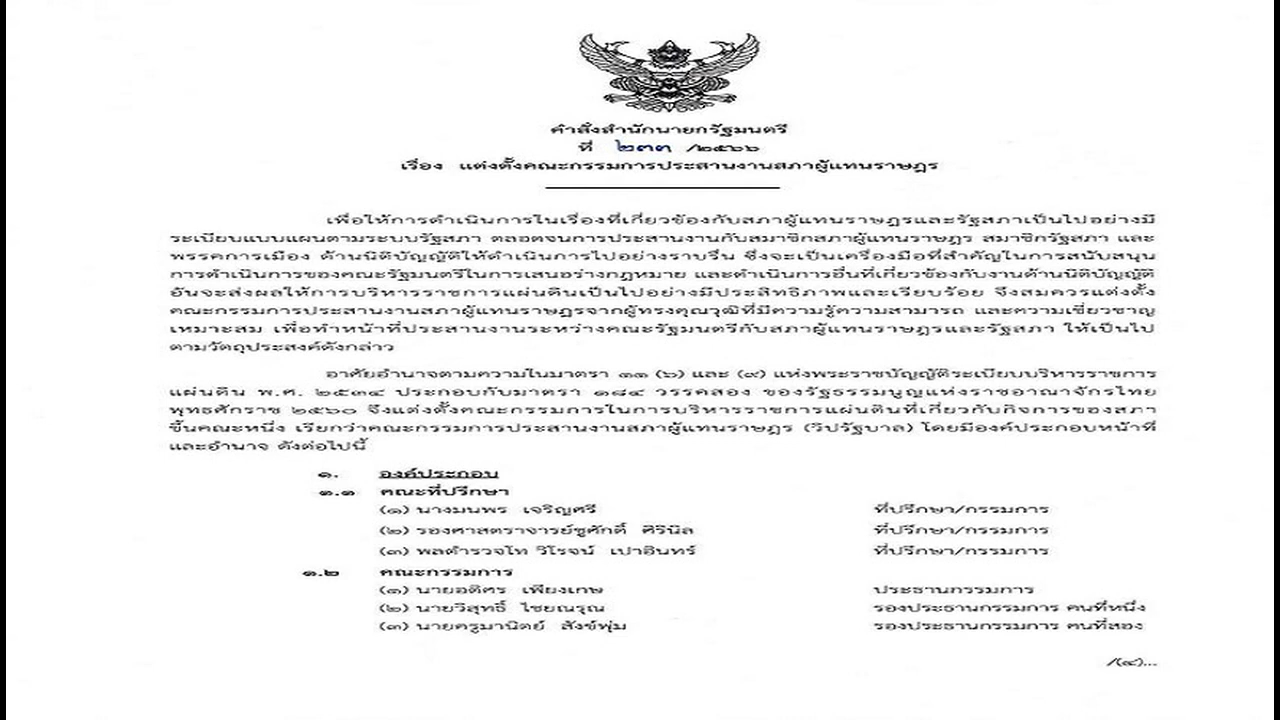 คำสั่งสำนักนายกรัฐมนตรี
ที่ ๒๓๓ /๒๕๖๖
เรื่อง แต่งตั้งคณะกรรมการประสานงานสภาผู้แทนราษฎร
เพื่อให้การดำเนินการในเรื่องที่เกี่ยวข้องกับสภาผู้แทนราษฎรและรัฐสภาเป็นไปอย่างมี
ระเบียบแบบแผนตามระบบรัฐสภา ตลอดจนการประสานงานกับสมาชิกสภาผู้แทนราษฎร สมาชิกรัฐสภา และ
พรรคการเมือง ด้านนิติบัญญัติให้ดำเนินการไปอย่างราบรื่น ซึ่งจะเป็นเครื่องมือที่สำคัญในการสนับสนุน
การดำเนินการของคณะรัฐมนตรีในการเสนอร่างกฎหมาย และดำเนินการอื่นที่เกี่ยวข้องกับงานด้านนิติบัญญัติ
อันจะส่งผลให้การบริหารราชการแผ่นดินเป็นไปอย่างมีประสิทธิภาพและเรียบร้อย จึงสมควรแต่งตั้ง
คณะกรรมการประสานงานสภาผู้แทนราษฎรจากผู้ทรงคุณวุฒิที่มีความรู้ความสามารถ และความเชี่ยวชาญ
เหมาะสม เพื่อทำหน้าที่ประสานงานระหว่างคณะรัฐมนตรีกับสภาผู้แทนราษฎรและรัฐสภา ให้เป็นไป
ตามวัตถุประสงค์ดังกล่าว
อาศัยอำนาจตามความในมาตรา ๑๑ (๖) และ (๙) แห่งพระราชบัญญัติระเบียบบริหารราชการ
แผ่นดิน พ.ศ. ๒๕๓๔ ประกอบกับมาตรา ๑๘๔ วรรคสอง ของรัฐธรรมนูญแห่งราชอาณาจักรไทย
พุทธศักราช ๒๕๖๐ จึงแต่งตั้งคณะกรรมการในการบริหารราชการแผ่นดินที่เกี่ยวกับกิจการของสภา
ขึ้นคณะหนึ่ง เรียกว่าคณะกรรมการประสานงานสภาผู้แทนราษฎร (วิปรัฐบาล) โดยมีองค์ประกอบหน้าที่
และอำนาจ ดังต่อไปนี้
๑. องค์ประกอบ
๑.๑ คณะที่ปรึกษา
(๑) นางมนพร เจริญศรี ที่ปรึกษา/กรรมการ
(๒) รองศาสตราจารย์ชูศักดิ์ ศิรินิล ที่ปรึกษา/กรรมการ
(๓) พลตำรวจโท วิโรจน์ เปาอินทร์ ที่ปรึกษา/กรรมการ
๑.๒ คณะกรรมการ
(๑) นายอดิศร เพียงเกษ ประธานกรรมการ
(๒) นายวิสุทธิ์ ไชยณรุณ รองประธานกรรมการ คนที่หนึ่ง
(๓) นายครูมานิตย์ สังข์พุ่ม รองประธานกรรมการ คนที่สอง
/(๔)...